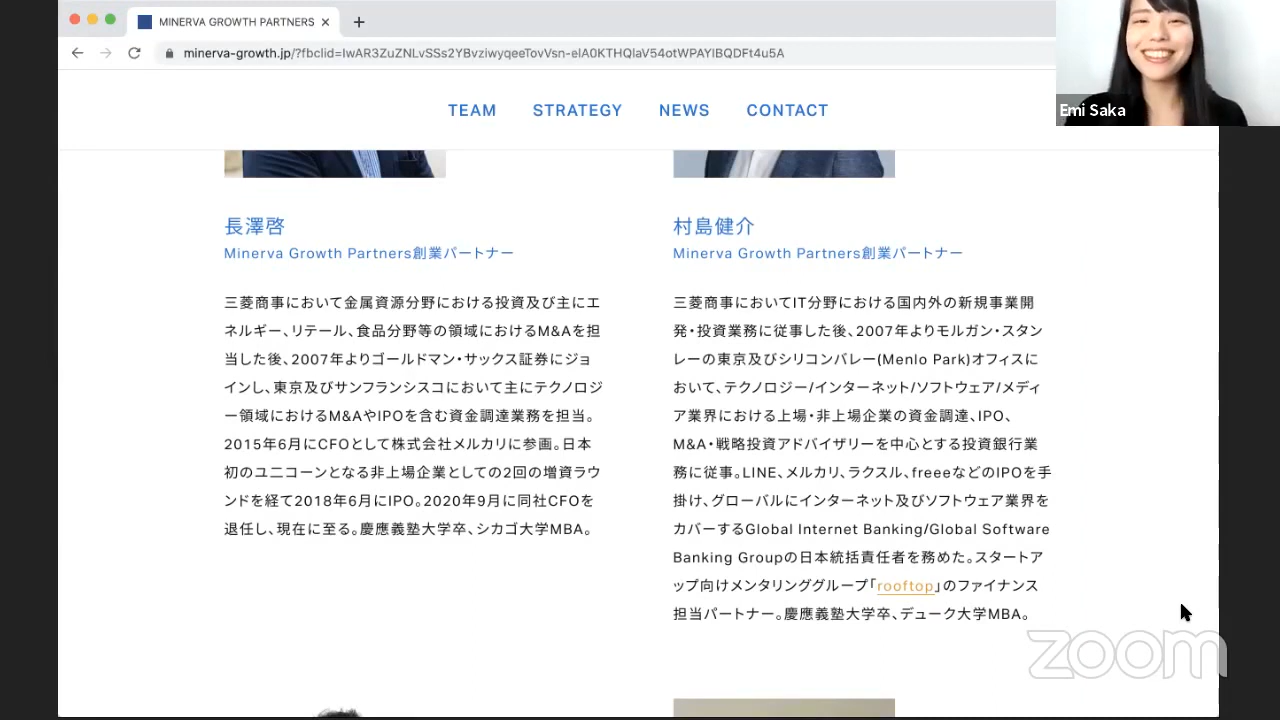 MINERVA GROWTH PARTNERS
minerva-growth.jp/?fbclid=IwAR3ZuZNLvSSs2YBvziwyqeeTovVsn-eIA0KTHQlaV54otWPAYlBQDFt4u5A
Emi Saka
TEAM STRATEGY NEWS CONTACT
長澤啓
Minerva Growth Partners創業パートナー
三菱商事において金属資源分野における投資及び主にエ
ネルギー、リテール、食品分野等の領域におけるM&Aを担
当した後、2007年よりゴールドマン・サックス証券にジョ
インし、東京及びサンフランシスコにおいて主にテクノロジ
ー領域におけるM&AやIPOを含む資金調達業務を担当。
2015年6月にCFOとして株式会社メルカリに参画。日本
初のユニコーンとなる非上場企業としての2回の増資ラウ
ンドを経て2018年6月にIPO。2020年9月に同社CFOを
退任し、現在に至る。慶應義塾大学卒、シカゴ大学MBA。
村島健介
Minerva Growth Partners創業パートナー
三菱商事においてIT分野における国内外の新規事業開
発・投資業務に従事した後、2007年よりモルガン・スタン
レーの東京及びシリコンバレー(Menlo Park)オフィスに
おいて、テクノロジー/インターネット/ソフトウェア/メディ
ア業界における上場・非上場企業の資金調達、IPO、
M&A・戦略投資アドバイザリーを中心とする投資銀行業
務に従事。LINE、メルカリ、ラクスル、freeeなどのIPOを手
掛け、グローバルにインターネット及びソフトウェア業界を
カバーするGlobal Internet Banking/Global Software
Banking Groupの日本統括責任者を務めた。スタートア
ップ向けメンタリンググループ「rooftop」のファイナンス
担当パートナー。慶應義塾大学卒、デューク大学MBA。
zoom